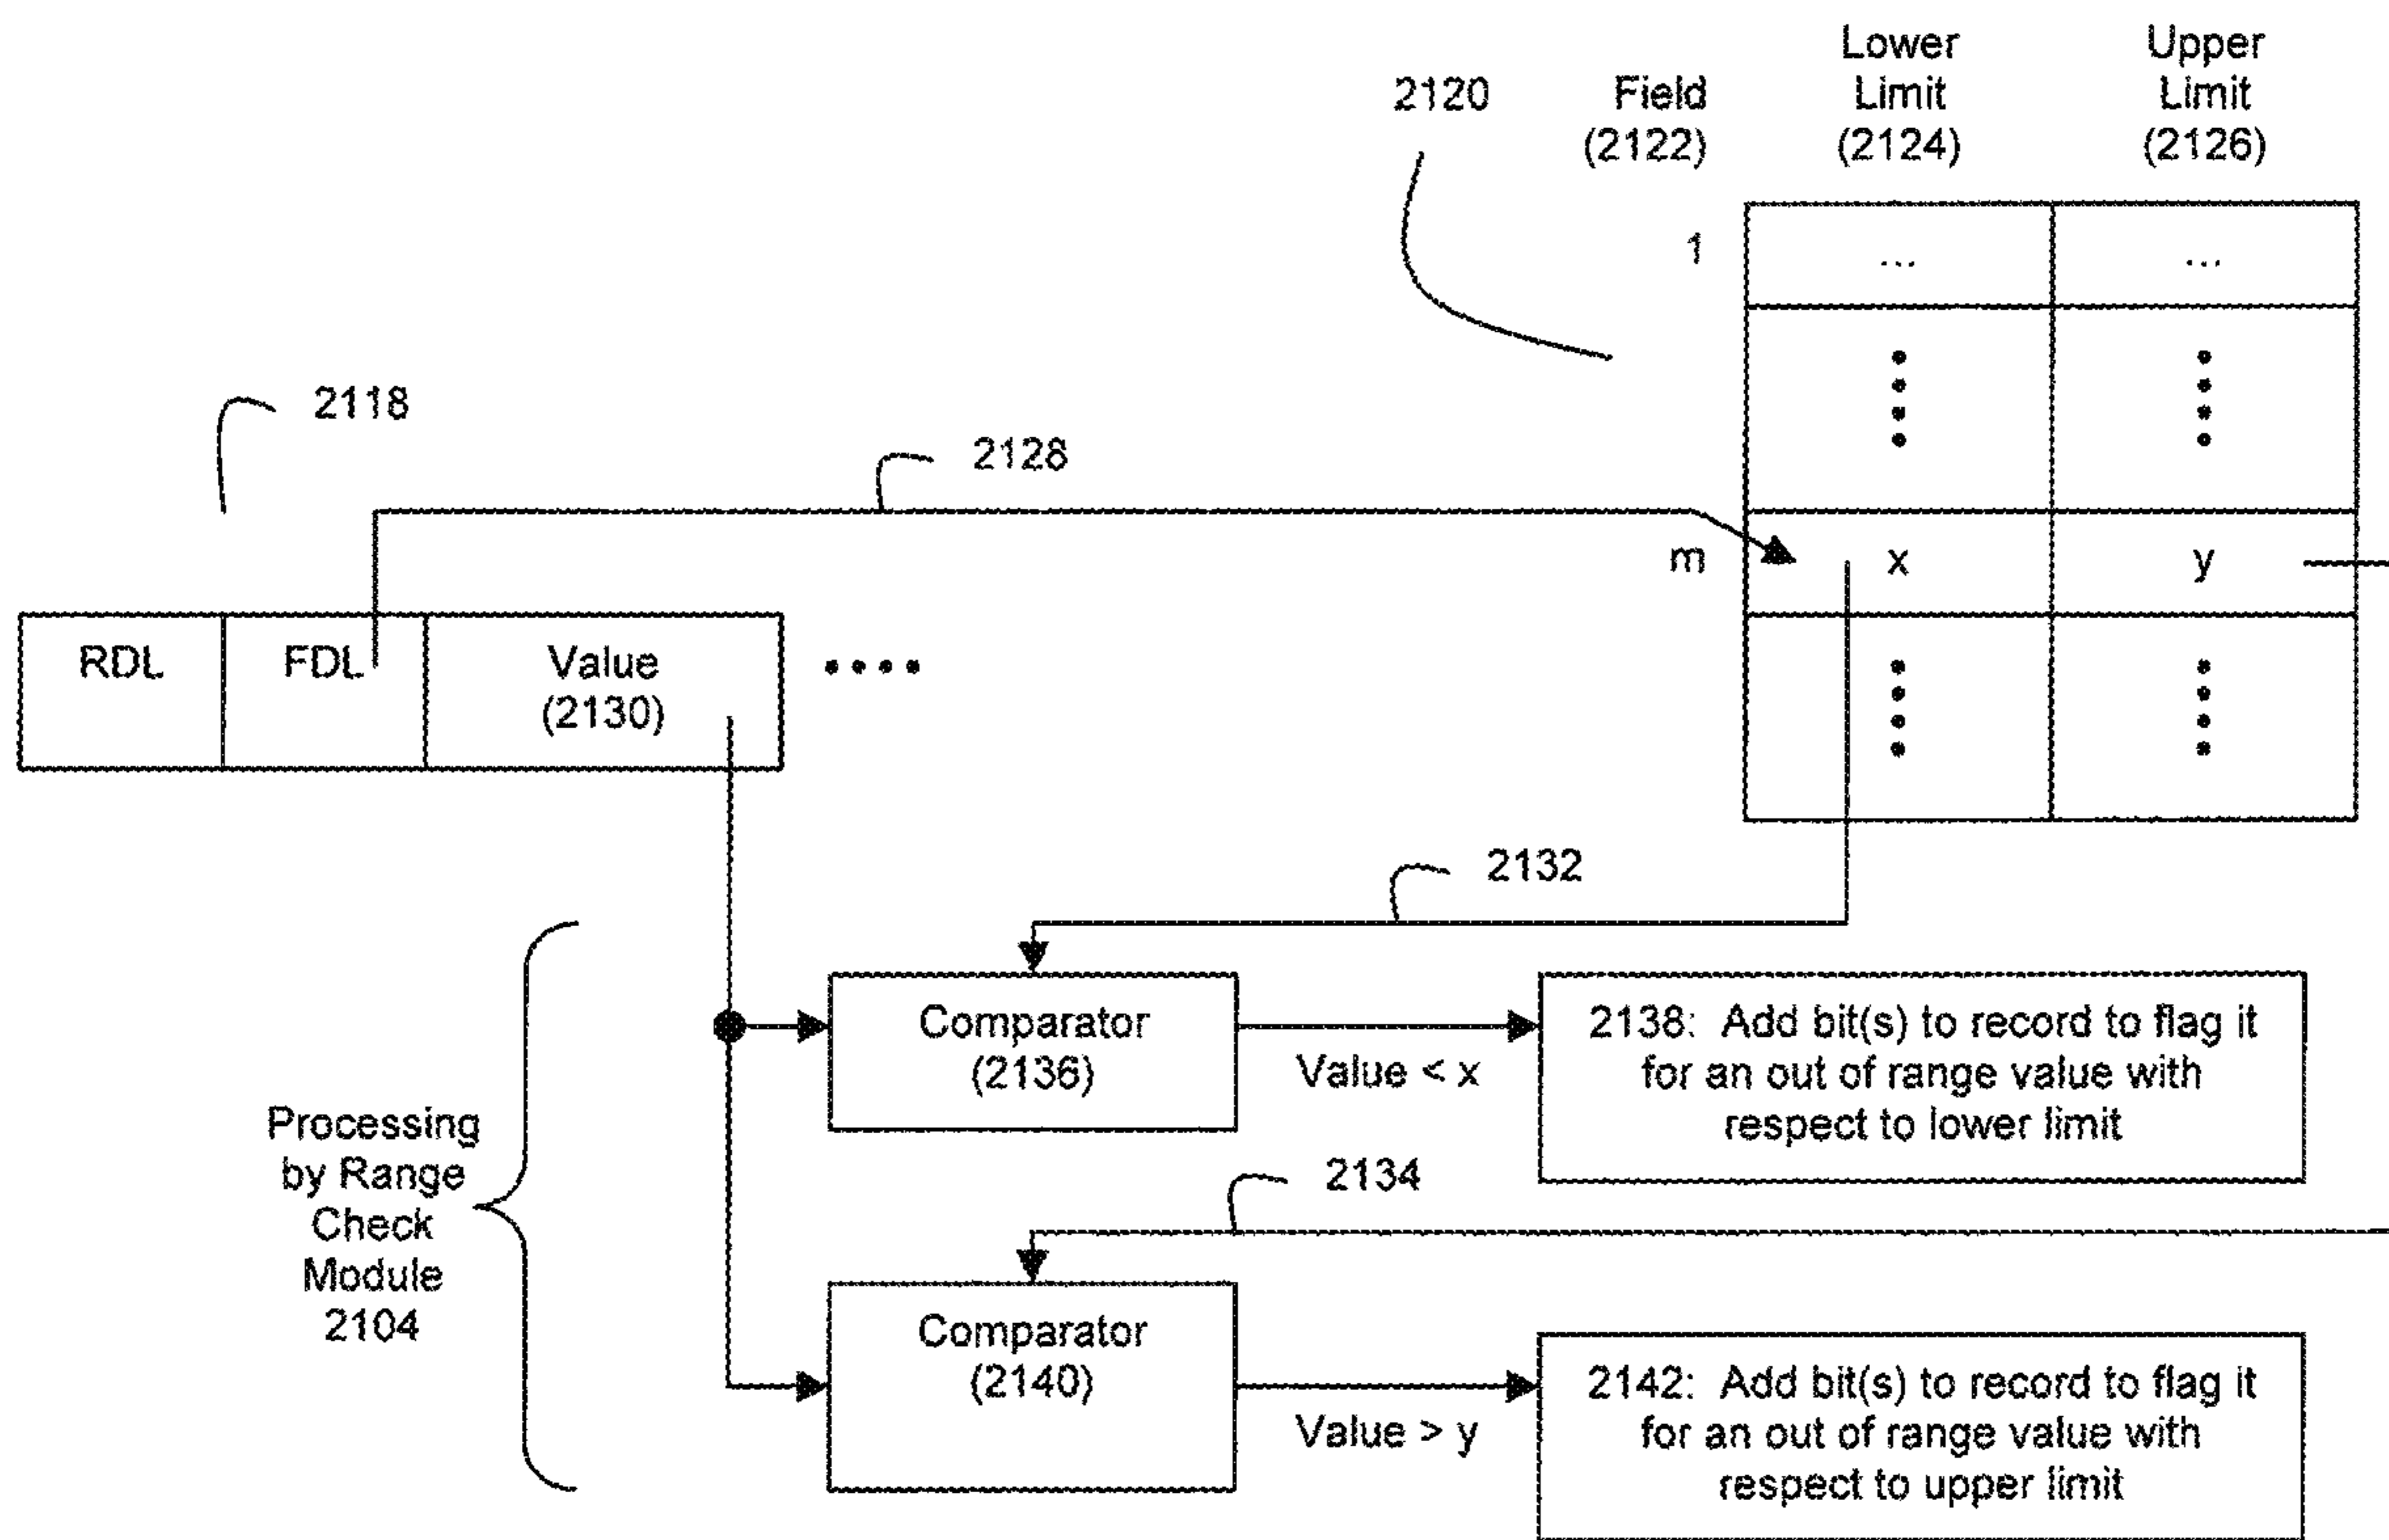 2120
Field
(2122)
Lower
Limit
(2124)
Upper
Limit
(2126)
1
...
...
2118
2128
m
x
y
RDL
FDL
Value
(2130)
2132
Processing
by Range
Check
Module
2104
Comparator
(2136)
Value < x
2138: Add bit(s) to record to flag it
for an out of range value with
respect to lower limit
2134
Comparator
(2140)
Value > y
2142: Add bit(s) to record to flag it
for an out of range value with
respect to upper limit